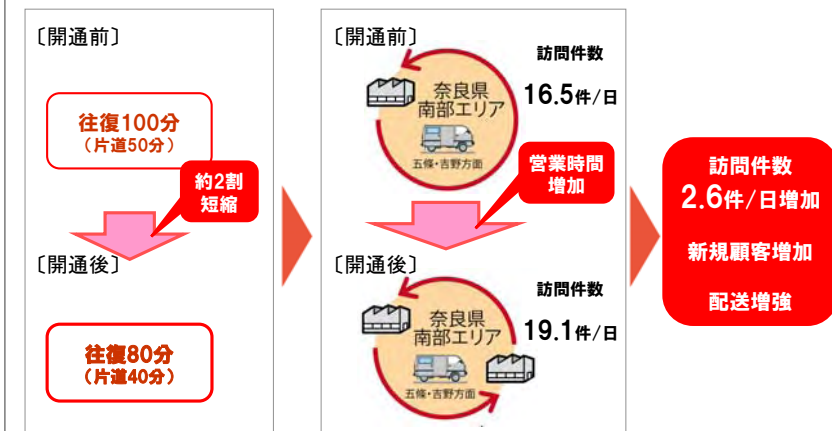 〔開通前〕
往復100分
(片道50分)
約2割
短縮
〔開通後〕
往復80分
(片道40分)
〔開通前〕
訪問件数
16.5件/日
奈良県
南部エリア
五條・吉野方面
営業時間
増加
〔開通後〕
訪問件数
19.1件/日
奈良県
南部エリア
五條・吉野方面
訪問件数
2.6件/日増加
新規顧客増加
配送増強